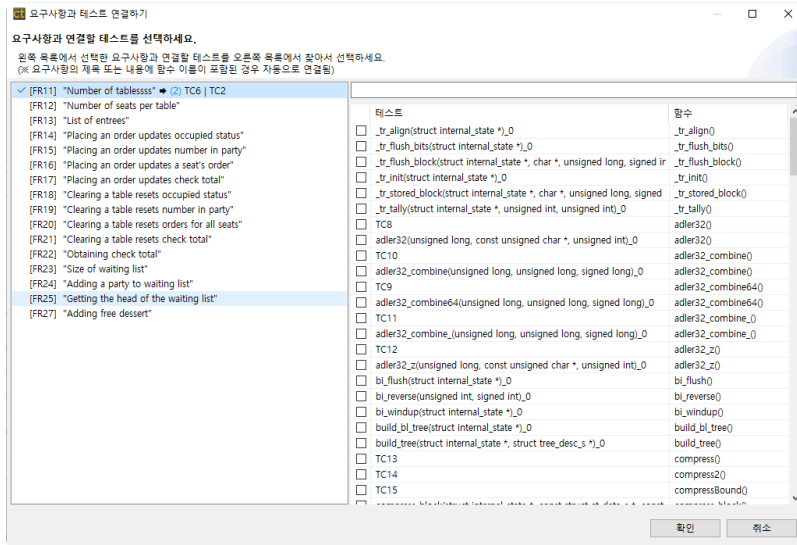 ct 요구사항과 테스트 연결하기
요구사항과 연결할 테스트를 선택하세요.
왼쪽 목록에서 선택한 요구사항과 연결할 테스트를 오른쪽 목록에서 찾아서 선택하세요.
(※ 요구사항의 제목 또는 내용에 함수 이름이 포함된 경우 자동으로 연결됨)
[FR11] "Number of tablessss" ➡ (2) TC6 | TC2
[FR12] "Number of seats per table"
[FR13] "List of entrees"
[FR14] "Placing an order updates occupied status"
[FR15] "Placing an order updates number in party"
[FR16] "Placing an order updates a seat's order"
[FR17] "Placing an order updates check total"
[FR18] "Clearing a table resets occupied status"
[FR19] "Clearing a table resets number in party"
[FR20] "Clearing a table resets orders for all seats"
[FR21] "Clearing a table resets check total"
[FR22] "Obtaining check total"
[FR23] "Size of waiting list"
[FR24] "Adding a party to waiting list"
[FR25] "Getting the head of the waiting list"
[FR27] "Adding free dessert"
테스트 함수
_tr_align(struct internal_state *)_0 _tr_align()
_tr_flush_bits(struct internal_state *)_0 _tr_flush_bits()
_tr_flush_block(struct internal_state *, char *, unsigned long, signed ir _tr_flush_block()
_tr_init(struct internal_state *)_0 _tr_init()
_tr_stored_block(struct internal_state *, char *, unsigned long, signed _tr_stored_block()
_tr_tally(struct internal_state *, unsigned int, unsigned int)_0 _tr_tally()
TC8 adler32()
adler32(unsigned long, const unsigned char *, unsigned int)_0 adler32()
TC10 adler32_combine()
adler32_combine(unsigned long, unsigned long, signed long)_0 adler32_combine()
TC9 adler32_combine64()
adler32_combine64(unsigned long, unsigned long, signed long)_0 adler32_combine64()
TC11 adler32_combine_()
adler32_combine_(unsigned long, unsigned long, signed long)_0 adler32_combine_()
TC12 adler32_z()
adler32_z(unsigned long, const unsigned char *, unsigned int)_0 adler32_z()
bi_flush(struct internal_state *)_0 bi_flush()
bi_reverse(unsigned int, signed int)_0 bi_reverse()
bi_windup(struct internal_state *)_0 bi_windup()
build_bl_tree(struct internal_state *)_0 build_bl_tree()
build_tree(struct internal_state *, struct tree_desc_s *)_0 build_tree()
TC13 compress()
TC14 compress2()
TC15 compressBound()
확인 취소